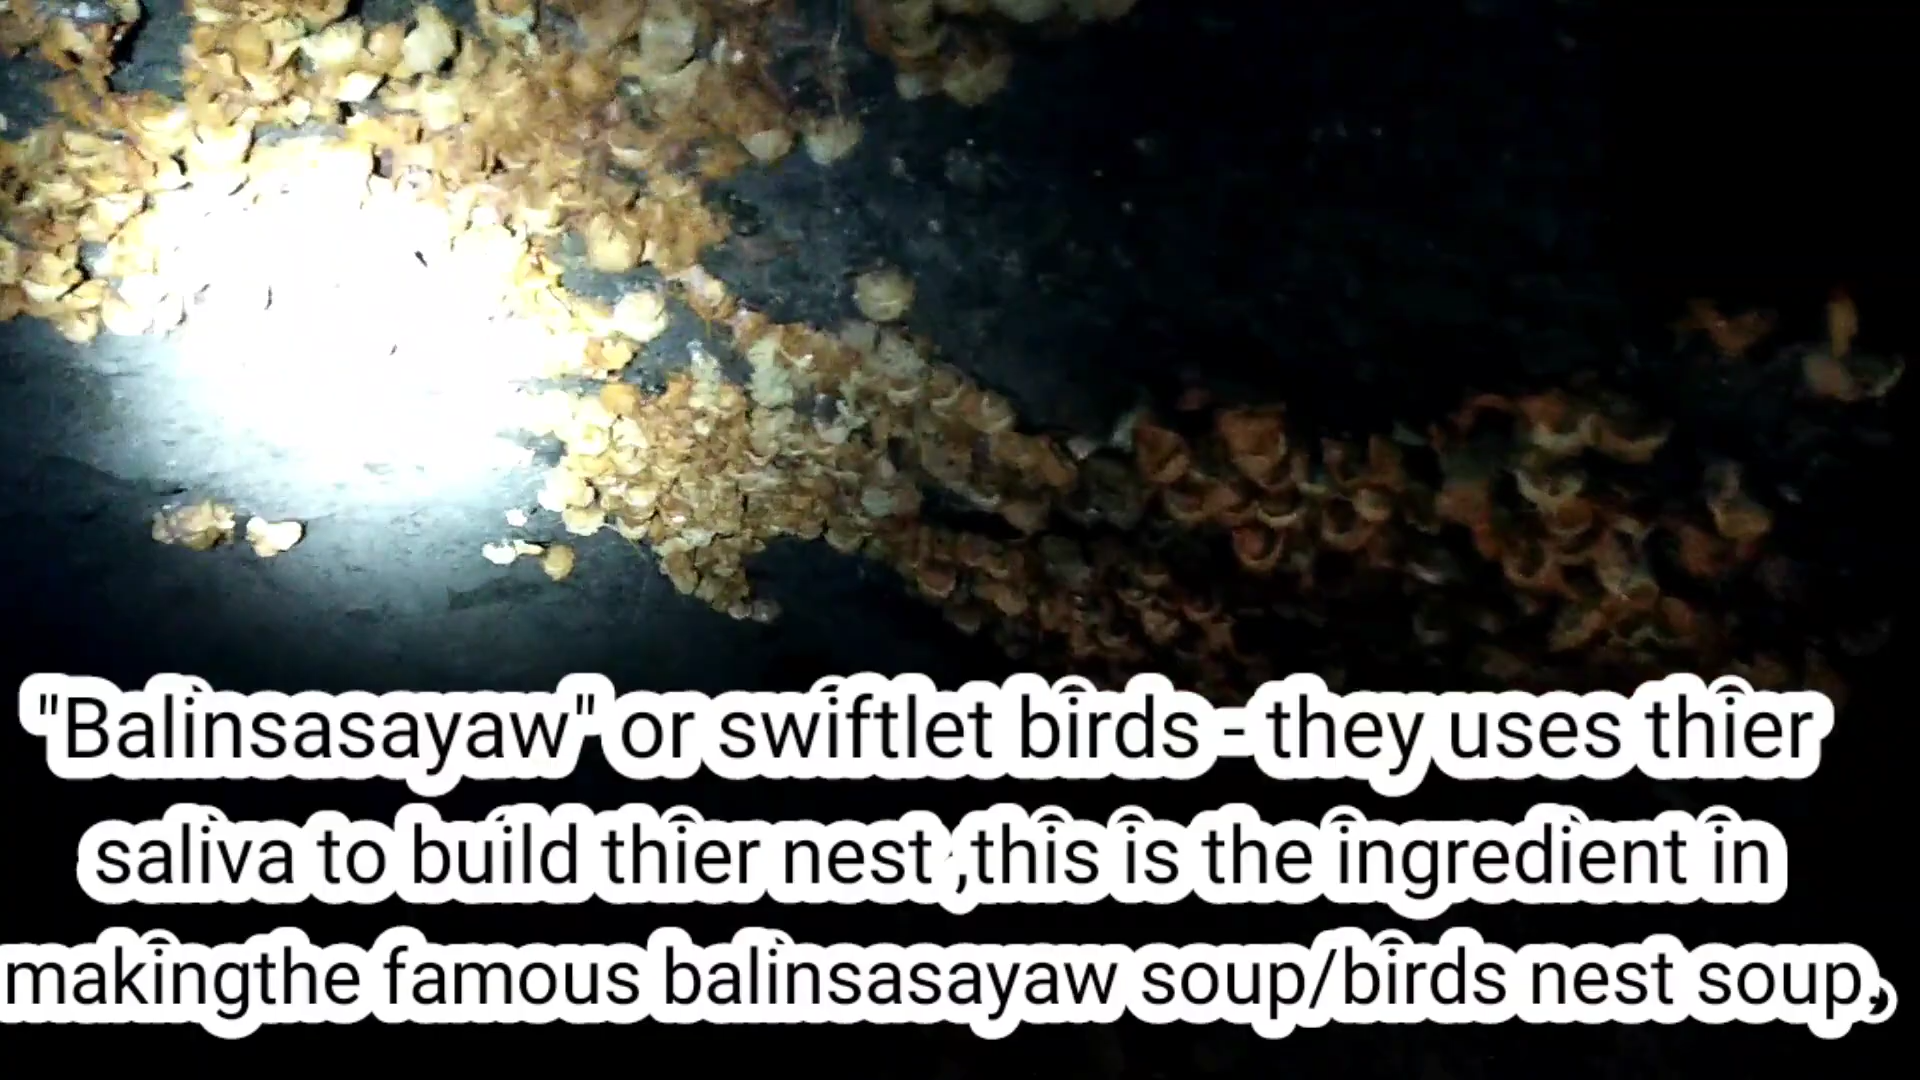 "Balinsasayaw" or swiftlet birds - they uses thier
saliva to build thier nest ,this is the ingredient in
makingthe famous balinsasayaw soup/birds nest soup,